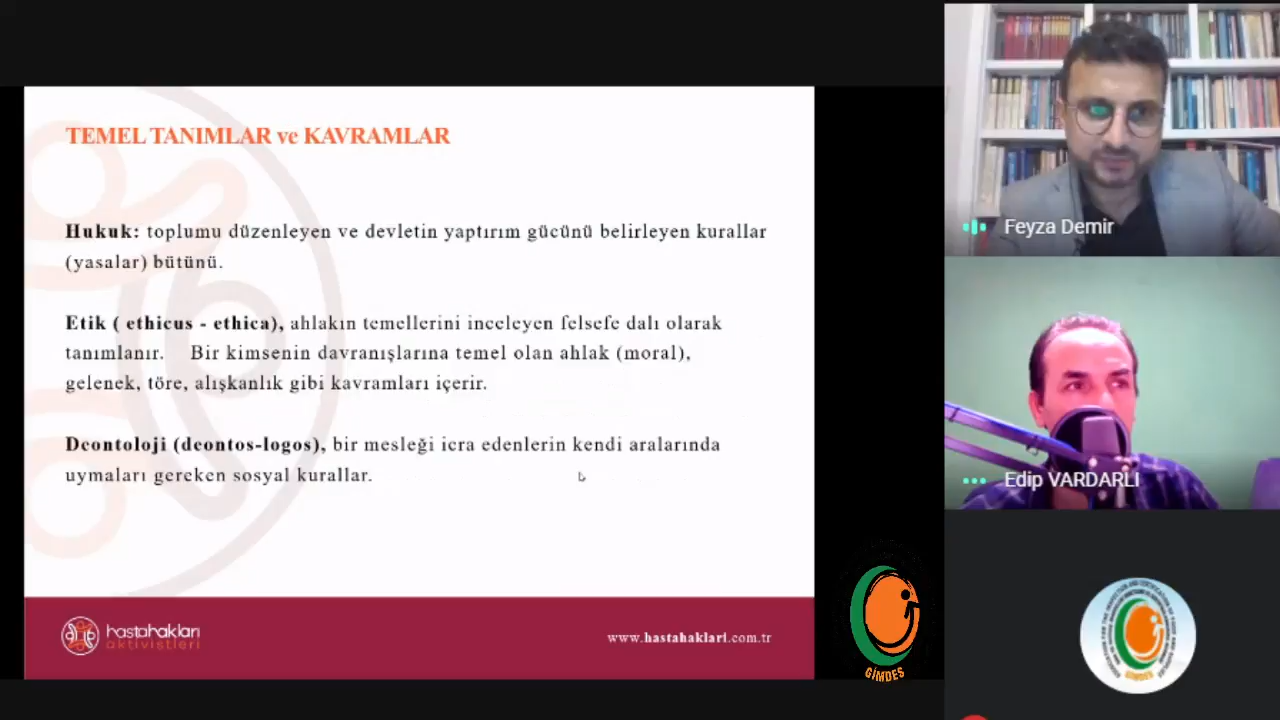 TEMEL TANIMLAR ve KAVRAMLAR
Hukuk: toplumu düzenleyen ve devletin yaptırım gücünü belirleyen kurallar
(yasalar) bütünü.
Etik ( ethicus - ethica), ahlakın temellerini inceleyen felsefe dalı olarak
tanımlanır. Bir kimsenin davranışlarına temel olan ahlak (moral),
gelenek, töre, alışkanlık gibi kavramları içerir.
Deontoloji (deontos-logos), bir mesleği icra edenlerin kendi aralarında
uymaları gereken sosyal kurallar.
hastahakları
aktivistleri
www.hastahaklari.com.tr
GİMDES
Feyza Demir
Edip VARDARLI
GİMDES